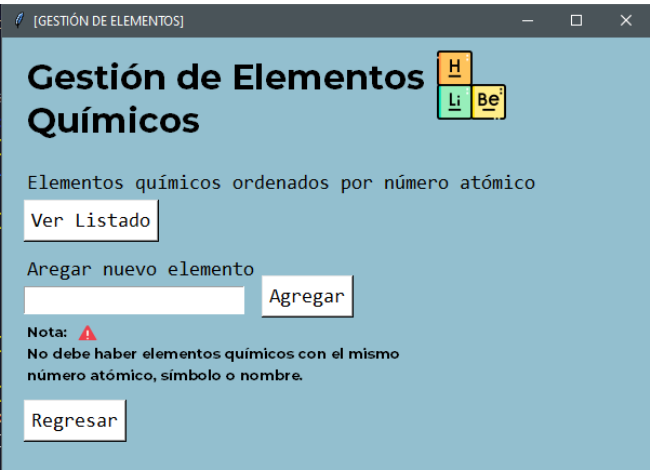 [GESTIÓN DE ELEMENTOS]
Gestión de Elementos
Químicos
H
Li Be
Elementos químicos ordenados por número atómico
Ver Listado
Aregar nuevo elemento
Agregar
Nota:
No debe haber elementos químicos con el mismo
número atómico, símbolo o nombre.
Regresar